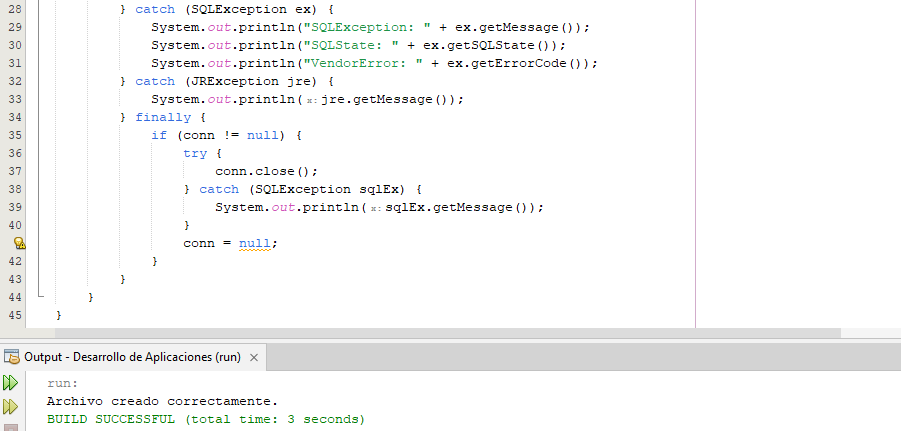 28 } catch (SQLException ex) {
29 System.out.println("SQLException: " + ex.getMessage());
30 System.out.println("SQLState: " + ex.getSQLState());
31 System.out.println("VendorError: " + ex.getErrorCode());
32 } catch (JRException jre) {
33 System.out.println(x: jre.getMessage());
34 } finally {
35 if (conn != null) {
36 try {
37 conn.close();
38 } catch (SQLException sqlEx) {
39 System.out.println(x: sqlEx.getMessage());
40 }
conn = null;
42 }
43 }
44 }
45 }
Output - Desarrollo de Aplicaciones (run) ×
run:
Archivo creado correctamente.
BUILD SUCCESSFUL (total time: 3 seconds)